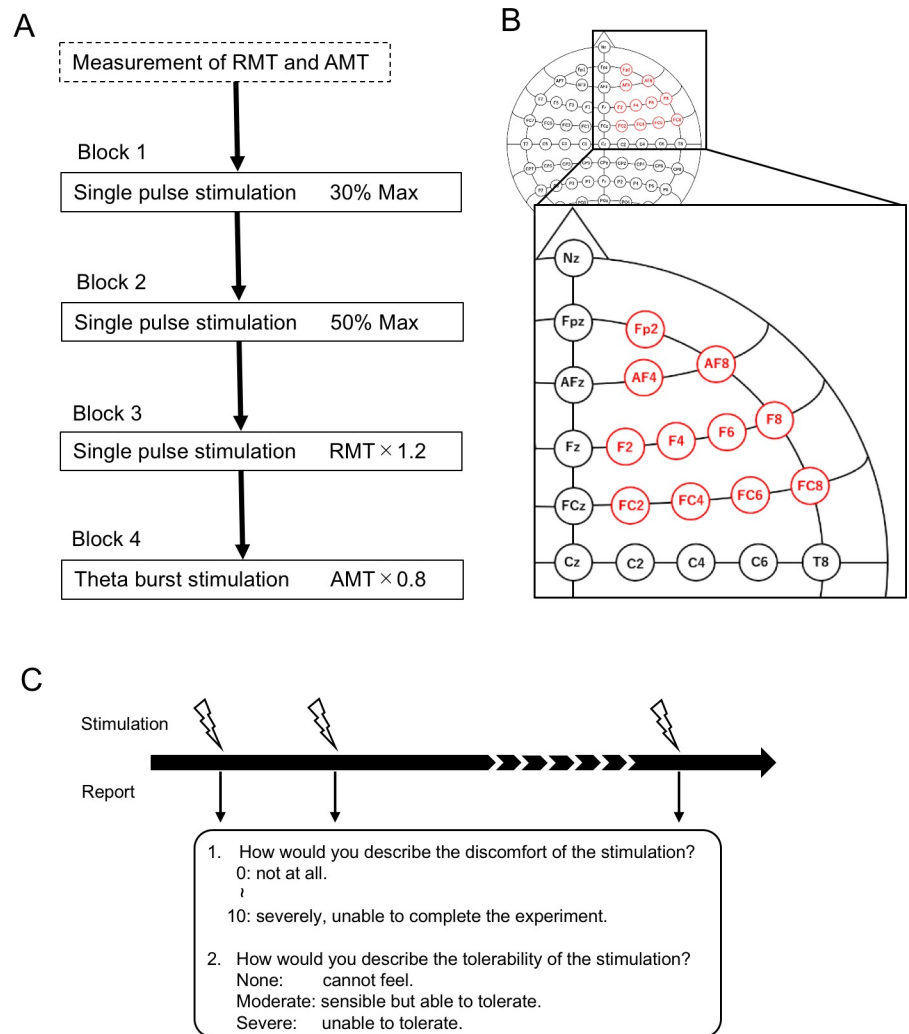 A
Measurement of RMT and AMT
Block 1
Single pulse stimulation 30% Max
Block 2
Single pulse stimulation 50% Max
Block 3
Single pulse stimulation RMT×1.2
Block 4
Theta burst stimulation AMT×0.8
B
Nz
Fpz Fp2
AFz AF4 AF8
Fz F2 F4 F6 F8
FCz FC2 FC4 FC6 FC8
Cz C2 C4 C6 T8
C
Stimulation
Report
1. How would you describe the discomfort of the stimulation?
0: not at all.
~
10: severely, unable to complete the experiment.
2. How would you describe the tolerability of the stimulation?
None: cannot feel.
Moderate: sensible but able to tolerate.
Severe: unable to tolerate.